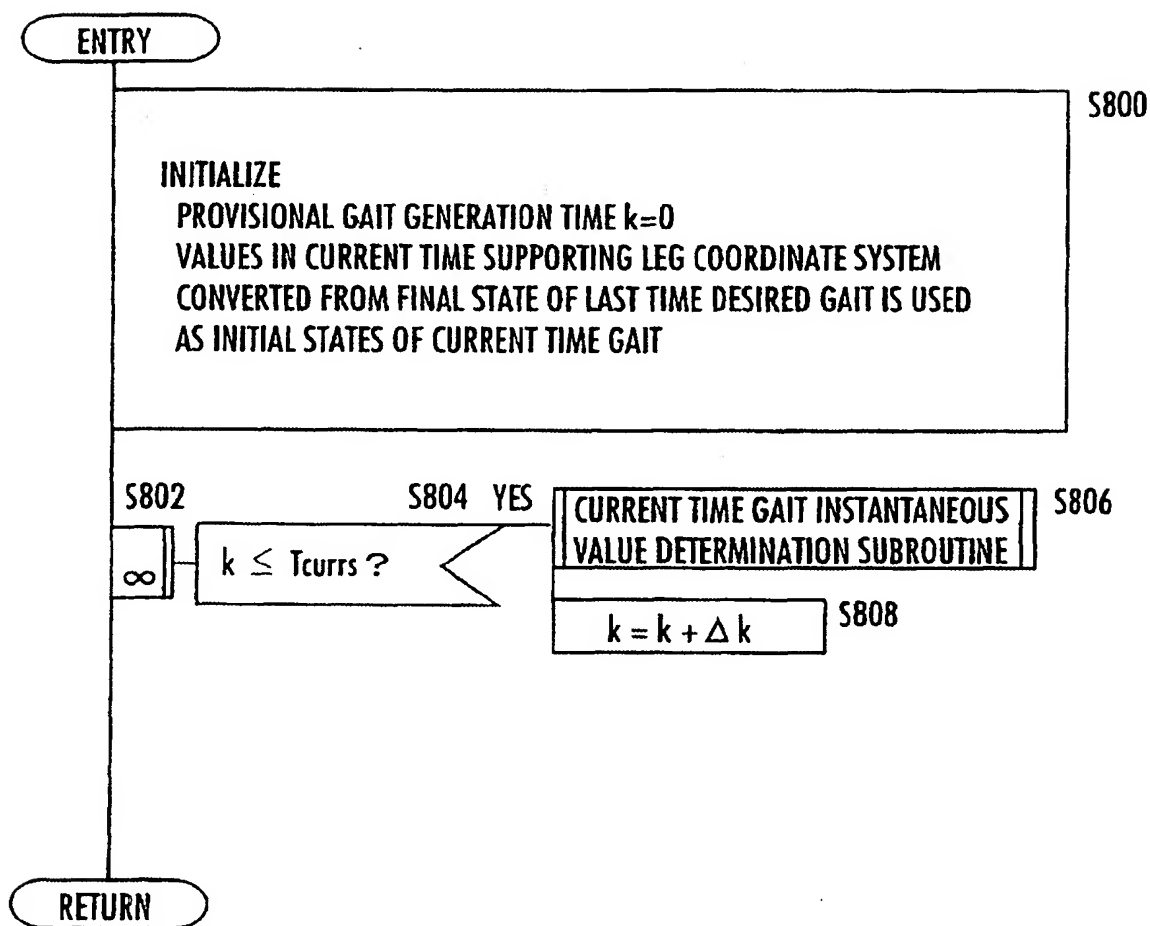 ENTRY
S800
INITIALIZE
PROVISIONAL GAIT GENERATION TIME k=0
VALUES IN CURRENT TIME SUPPORTING LEG COORDINATE SYSTEM
CONVERTED FROM FINAL STATE OF LAST TIME DESIRED GAIT IS USED
AS INITIAL STATES OF CURRENT TIME GAIT
S802
∞
S804 YES
k ≤ Tcurrs ?
S806
CURRENT TIME GAIT INSTANTANEOUS
VALUE DETERMINATION SUBROUTINE
S808
k = k + Δ k
RETURN